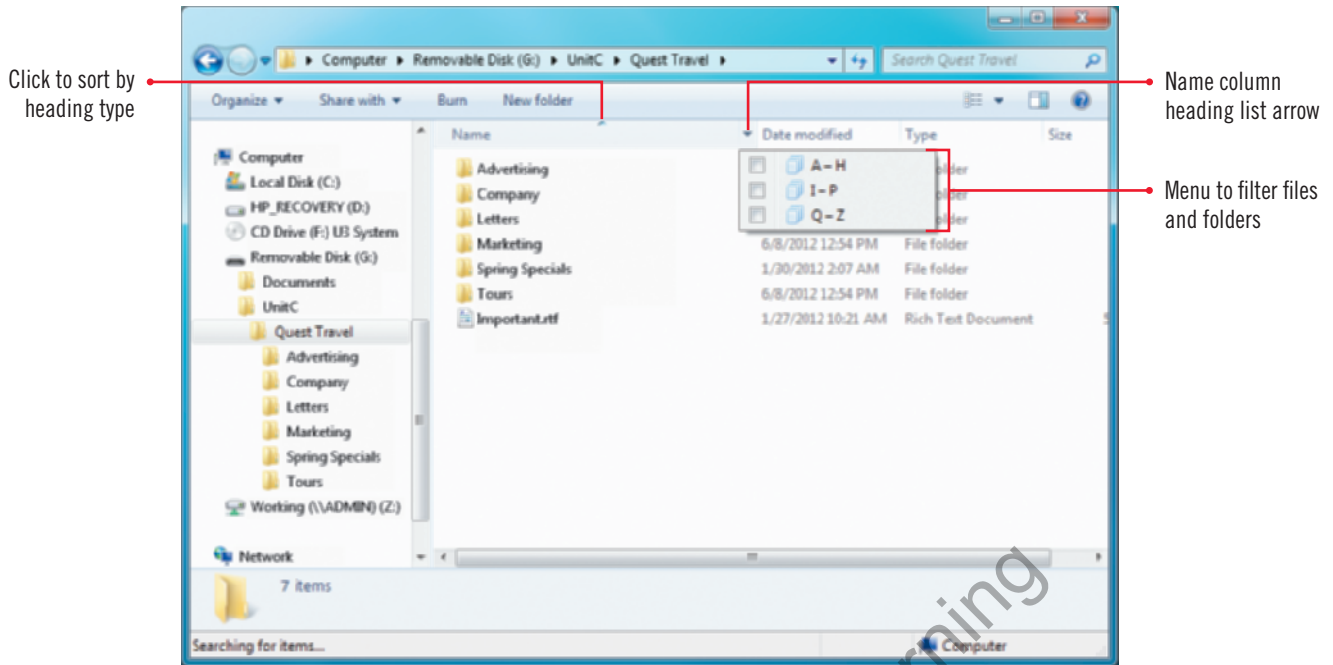 Click to sort by
heading type
Name column
heading list arrow
Menu to filter files
and folders
Computer Removable Disk (G:) UnitC Quest Travel
Search Quest Travel
Organize Share with Burn New folder
Name Date modified Type Size
Computer
Local Disk (C:)
HP_RECOVERY (D:)
CD Drive (F:) U3 System
Removable Disk (G:)
Documents
UnitC
Quest Travel
Advertising
Company
Letters
Marketing
Spring Specials
Tours
Working (\\ADMIN) (Z:)
Network
A – H
I – P
Q – Z
Advertising
Company
Letters
Marketing 6/8/2012 12:54 PM File folder
Spring Specials 1/30/2012 2:07 AM File folder
Tours 6/8/2012 12:54 PM File folder
Important.rtf 1/27/2012 10:21 AM Rich Text Document
7 items
Searching for items... Computer